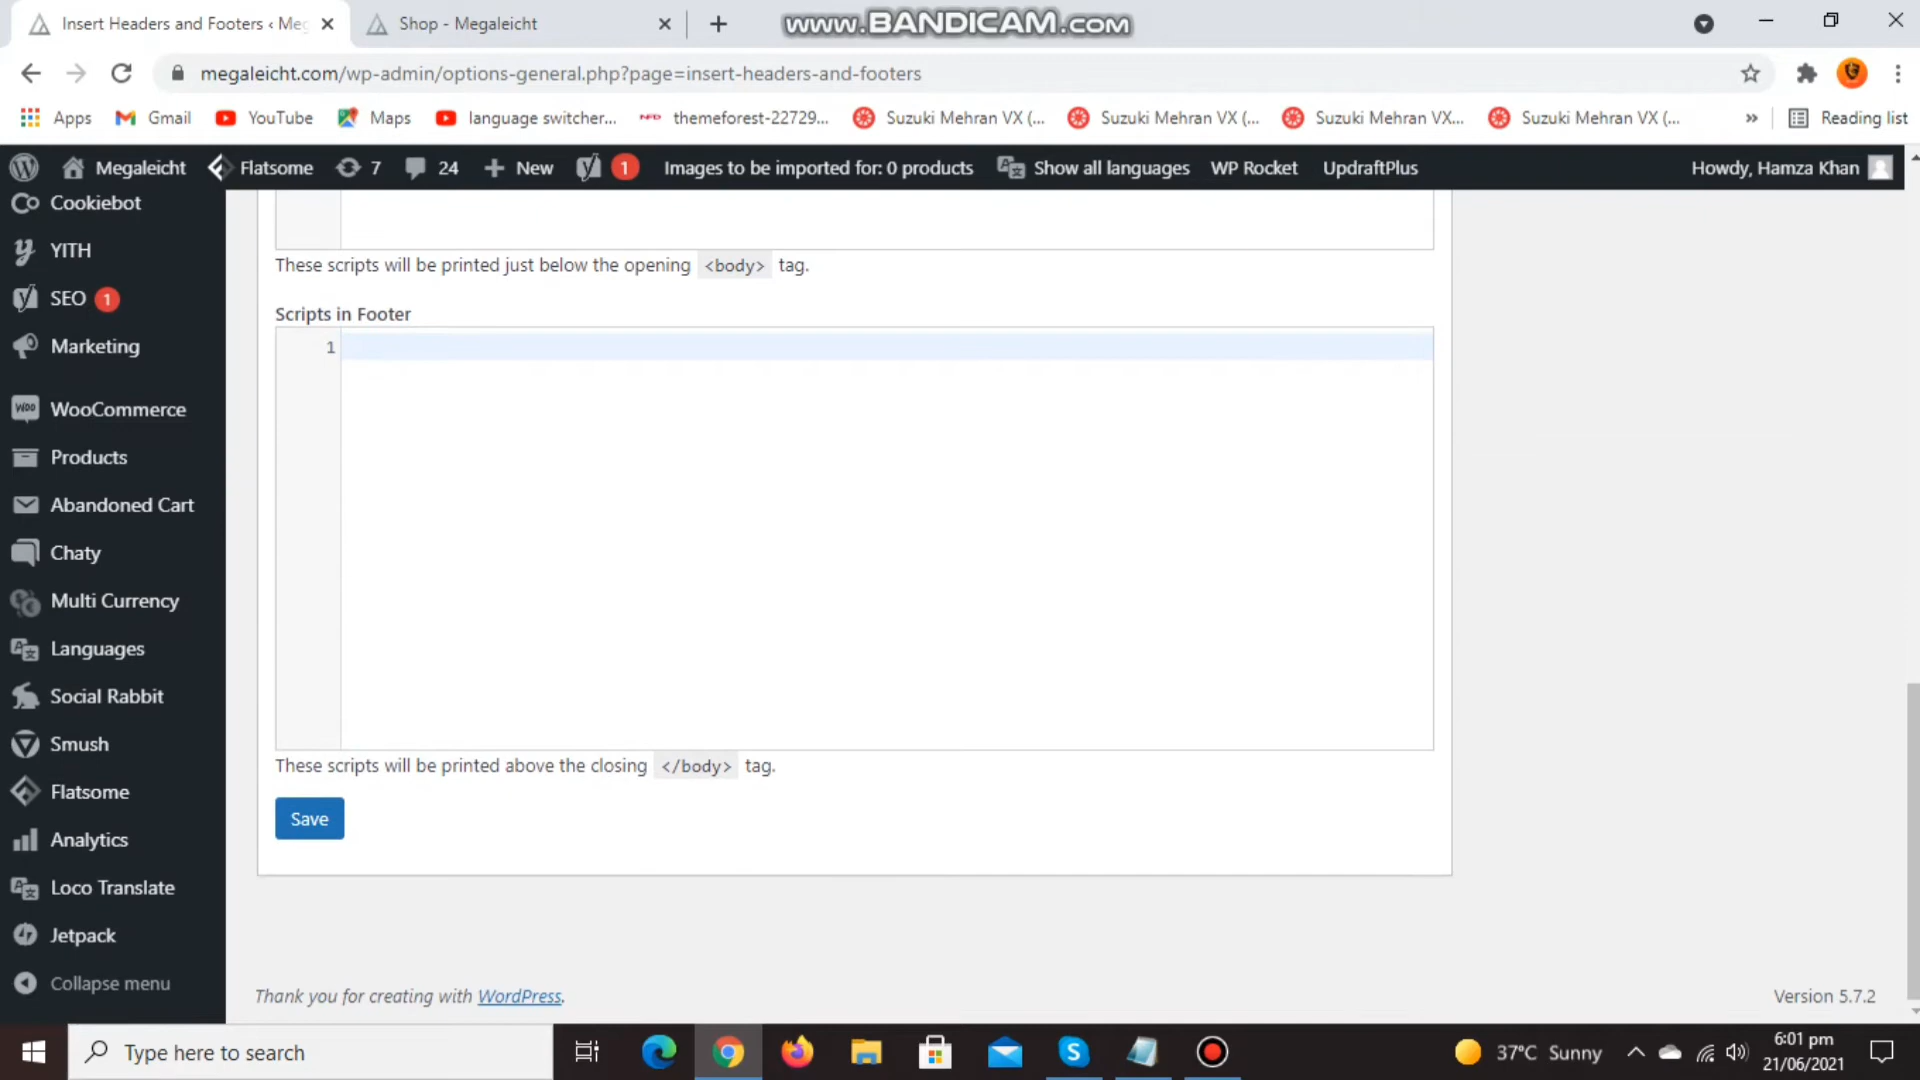 Insert Headers and Footers ‹ Meg
Shop - Megaleicht
www.BANDICAM.com
megaleicht.com/wp-admin/options-general.php?page=insert-headers-and-footers
Apps
Gmail
YouTube
Maps
language switcher...
themeforest-22729...
Suzuki Mehran VX (...
Suzuki Mehran VX (...
Suzuki Mehran VX...
Suzuki Mehran VX (...
»
Reading list
Megaleicht
Flatsome
7
24
New
1
Images to be imported for: 0 products
Show all languages
WP Rocket
UpdraftPlus
Howdy, Hamza Khan
Cookiebot
YITH
SEO 1
Marketing
WooCommerce
Products
Abandoned Cart
Chaty
Multi Currency
Languages
Social Rabbit
Smush
Flatsome
Analytics
Loco Translate
Jetpack
Collapse menu
These scripts will be printed just below the opening <body> tag.
Scripts in Footer
1
These scripts will be printed above the closing </body> tag.
Save
Thank you for creating with WordPress.
Version 5.7.2
Type here to search
37°C Sunny
6:01 pm
21/06/2021